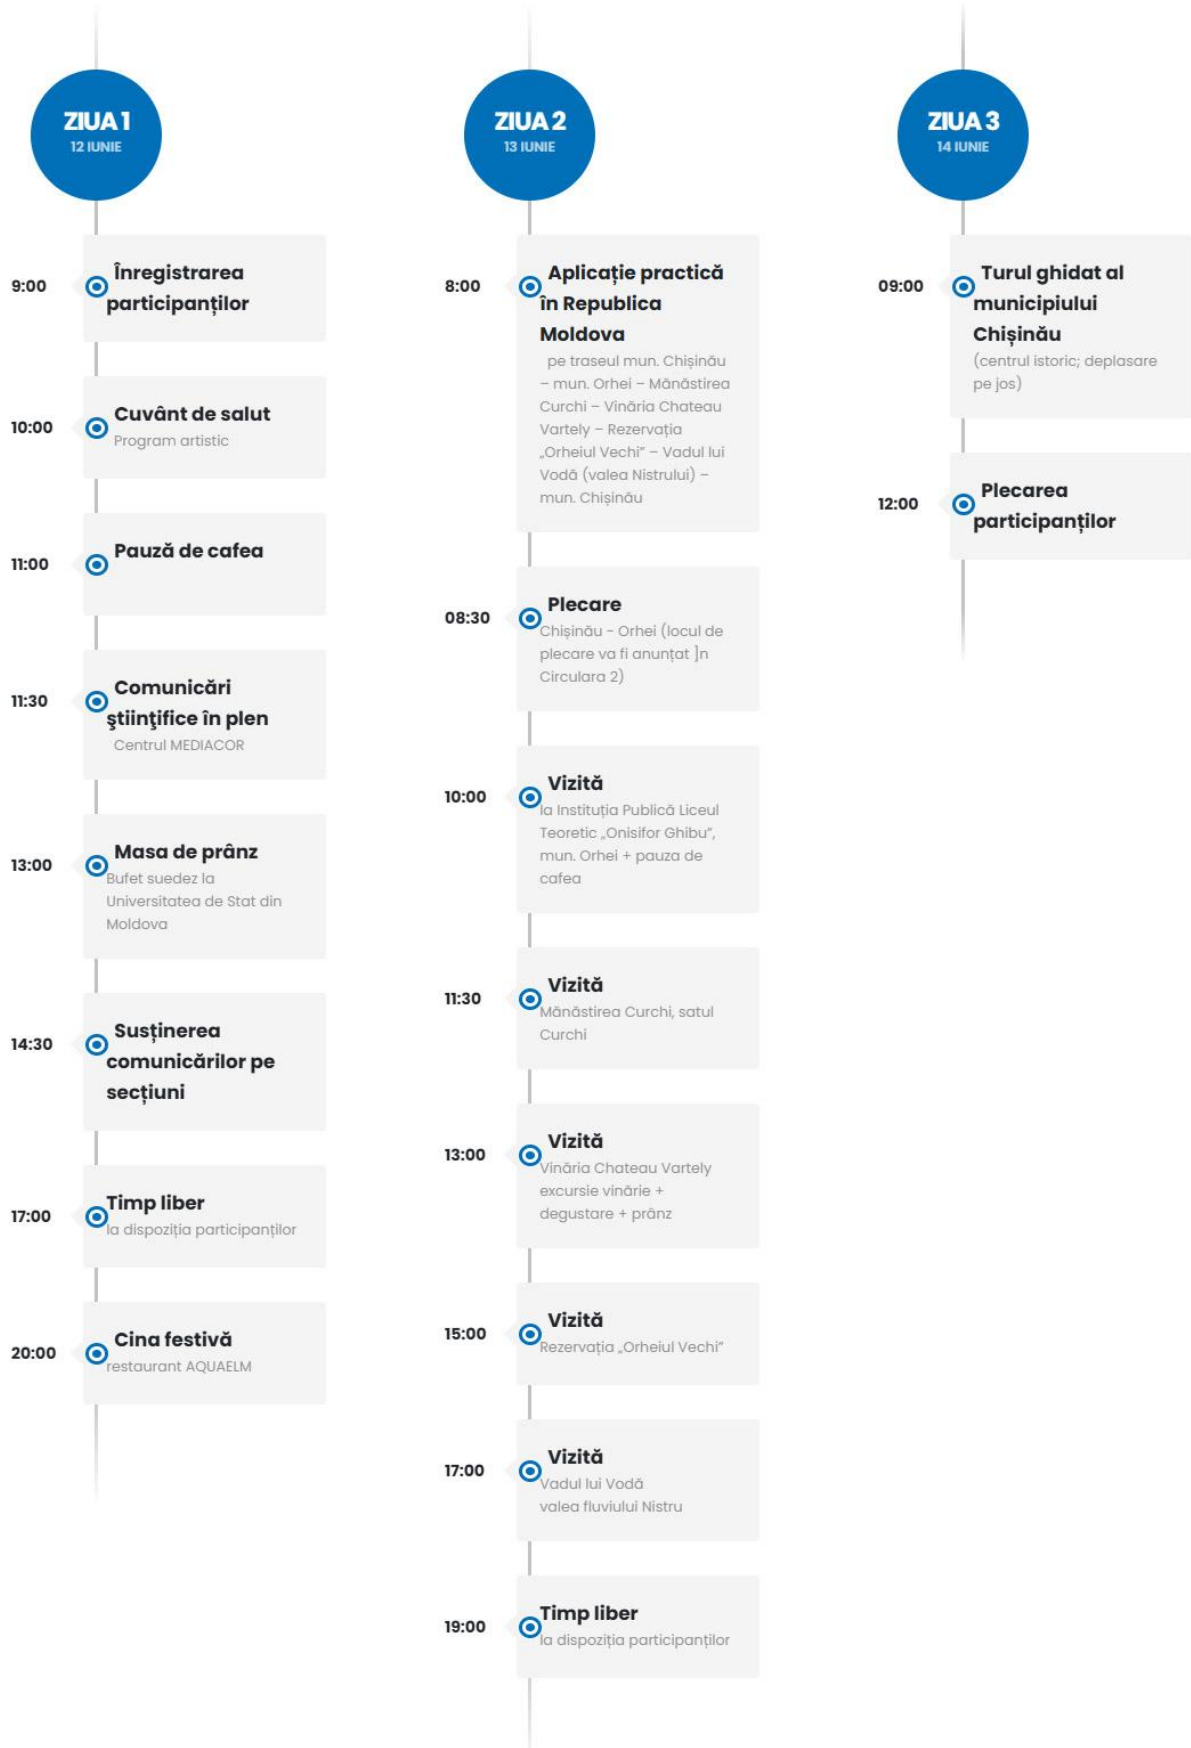 ZIUA 1
12 IUNIE
9:00
Înregistrarea
participanților
10:00
Cuvânt de salut
Program artistic
11:00
Pauză de cafea
11:30
Comunicări
ştiinţifice în plen
Centrul MEDIACOR
13:00
Masa de prânz
Bufet suedez la
Universitatea de Stat din
Moldova
14:30
Susținerea
comunicărilor pe
secțiuni
17:00
Timp liber
la dispoziția participanților
20:00
Cina festivă
restaurant AQUAELM
ZIUA 2
13 IUNIE
8:00
Aplicație practică
în Republica
Moldova
pe traseul mun. Chișinău
– mun. Orhei – Mănăstirea
Curchi – Vinăria Chateau
Vartely – Rezervația
„Orheiul Vechi” – Vadul lui
Vodă (valea Nistrului) –
mun. Chișinău
08:30
Plecare
Chișinău - Orhei (locul de
plecare va fi anunțat ]n
Circulara 2)
10:00
Vizită
la Instituția Publică Liceul
Teoretic „Onisifor Ghibu”,
mun. Orhei + pauza de
cafea
11:30
Vizită
Mănăstirea Curchi, satul
Curchi
13:00
Vizită
Vinăria Chateau Vartely
excursie vinărie +
degustare + prânz
15:00
Vizită
Rezervația „Orheiul Vechi”
17:00
Vizită
Vadul lui Vodă
valea fluviului Nistru
19:00
Timp liber
la dispoziția participanților
ZIUA 3
14 IUNIE
09:00
Turul ghidat al
municipiului
Chișinău
(centrul istoric; deplasare
pe jos)
12:00
Plecarea
participanților